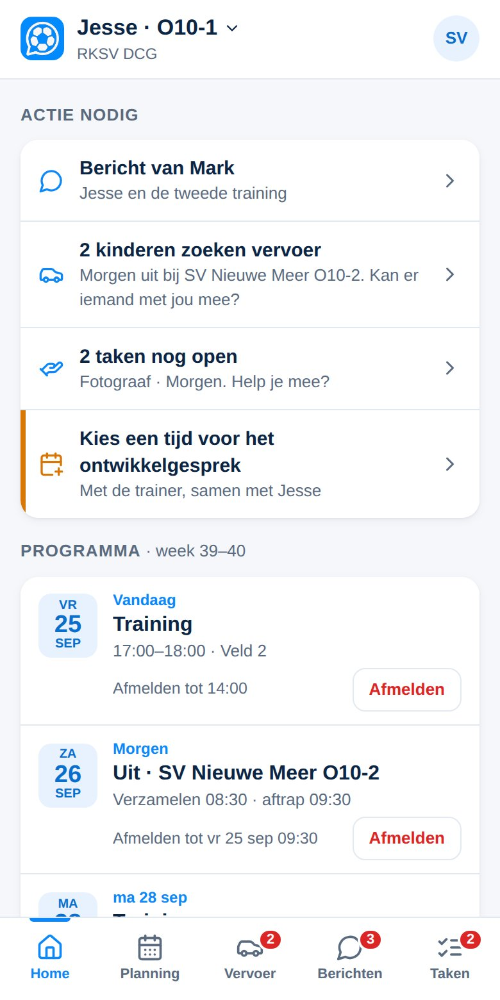 Jesse · O10-1
RKSV DCG
SV
ACTIE NODIG
Bericht van Mark
Jesse en de tweede training
2 kinderen zoeken vervoer
Morgen uit bij SV Nieuwe Meer O10-2. Kan er
iemand met jou mee?
2 taken nog open
Fotograaf · Morgen. Help je mee?
Kies een tijd voor het
ontwikkelgesprek
Met de trainer, samen met Jesse
PROGRAMMA · week 39–40
VR
25
SEP
Vandaag
Training
17:00–18:00 · Veld 2
Afmelden tot 14:00
Afmelden
ZA
26
SEP
Morgen
Uit · SV Nieuwe Meer O10-2
Verzamelen 08:30 · aftrap 09:30
Afmelden tot vr 25 sep 09:30
Afmelden
MA
ma 28 sep
2
3
2
Home
Planning
Vervoer
Berichten
Taken